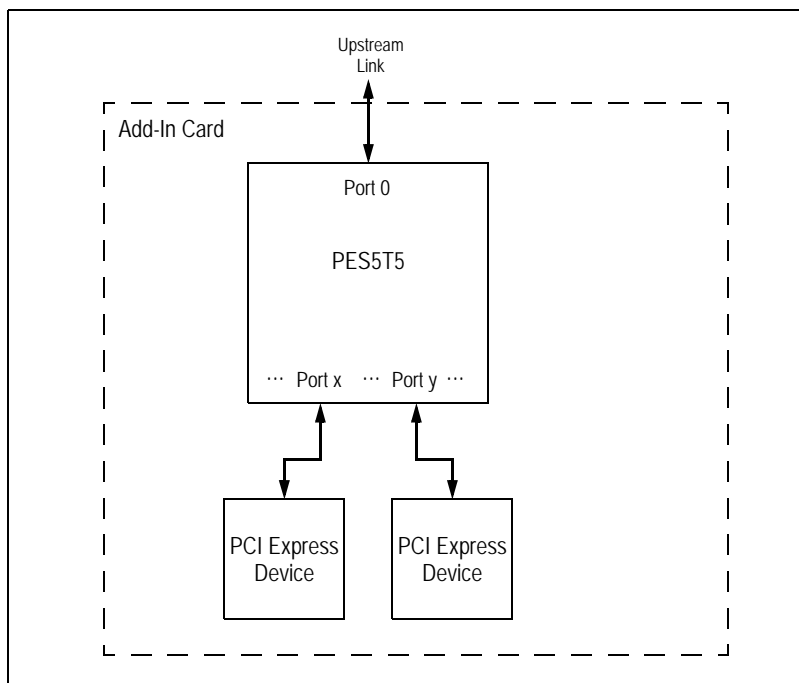 Upstream
Link
Add-In Card
Port 0
PES5T5
··· Port x ··· Port y ···
PCI Express
Device
PCI Express
Device